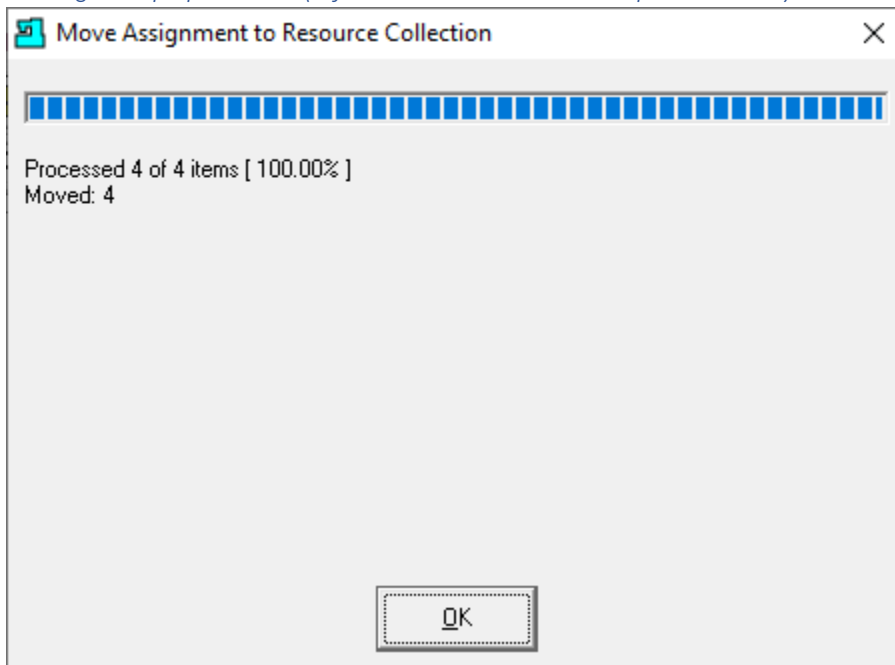 Move Assignment to Resource Collection
Processed 4 of 4 items [ 100.00% ]
Moved: 4
OK